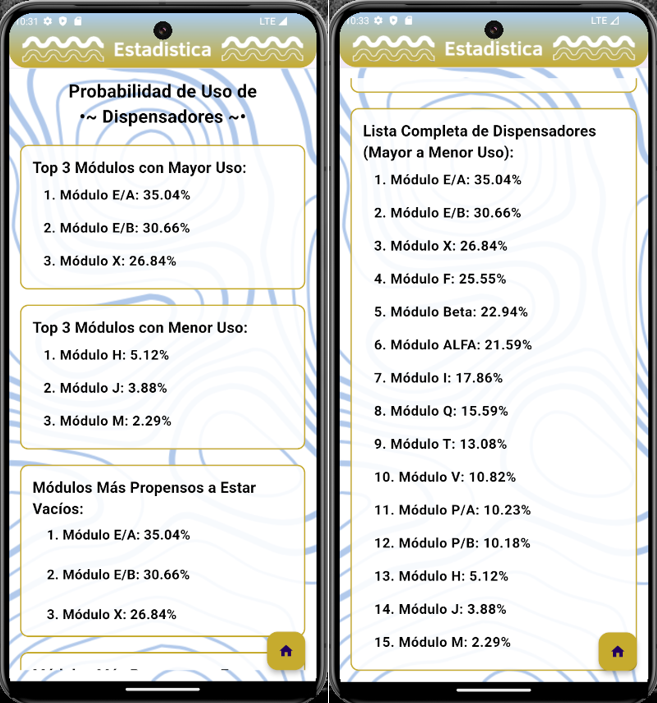 10:31
LTE
Estadistica
Probabilidad de Uso de
•~ Dispensadores ~•
Top 3 Módulos con Mayor Uso:
1. Módulo E/A: 35.04%
2. Módulo E/B: 30.66%
3. Módulo X: 26.84%
Top 3 Módulos con Menor Uso:
1. Módulo H: 5.12%
2. Módulo J: 3.88%
3. Módulo M: 2.29%
Módulos Más Propensos a Estar
Vacíos:
1. Módulo E/A: 35.04%
2. Módulo E/B: 30.66%
3. Módulo X: 26.84%
10:33
LTE
Estadistica
Lista Completa de Dispensadores
(Mayor a Menor Uso):
1. Módulo E/A: 35.04%
2. Módulo E/B: 30.66%
3. Módulo X: 26.84%
4. Módulo F: 25.55%
5. Módulo Beta: 22.94%
6. Módulo ALFA: 21.59%
7. Módulo I: 17.86%
8. Módulo Q: 15.59%
9. Módulo T: 13.08%
10. Módulo V: 10.82%
11. Módulo P/A: 10.23%
12. Módulo P/B: 10.18%
13. Módulo H: 5.12%
14. Módulo J: 3.88%
15. Módulo M: 2.29%